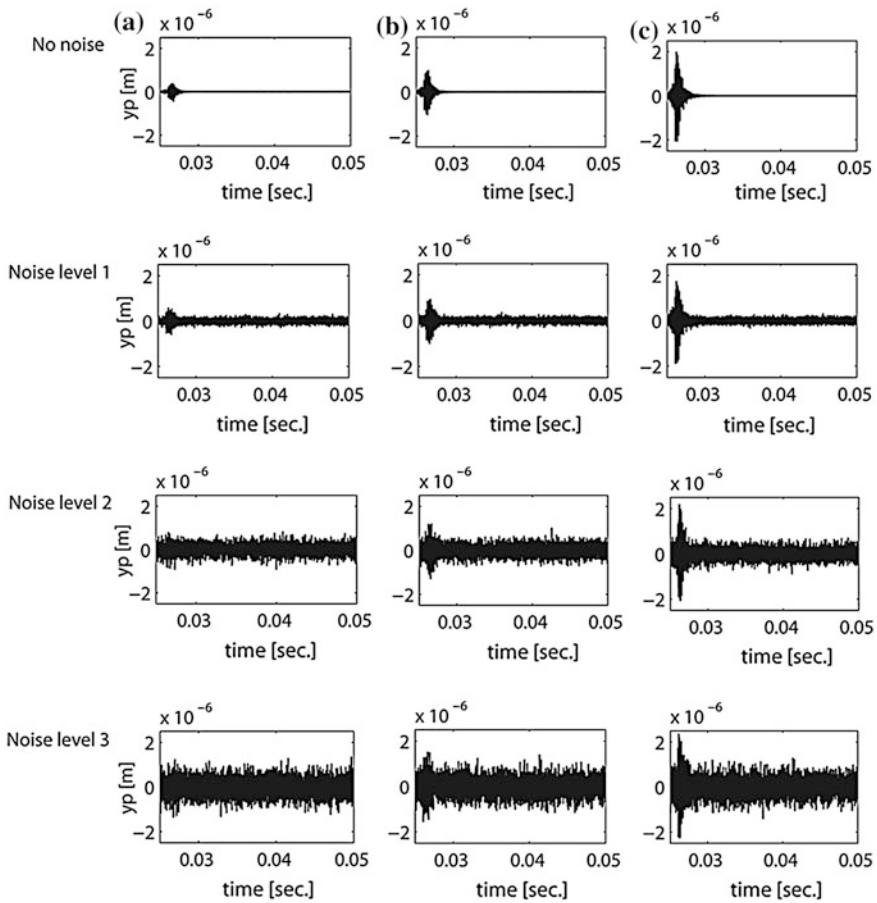 (a) (b) (c)
No noise
x 10 -6 x 10 -6 x 10 -6
yp [m]
2 2 2
0 0 0
−2 −2 −2
0.03 0.04 0.05 0.03 0.04 0.05 0.03 0.04 0.05
time [sec.] time [sec.] time [sec.]
Noise level 1
x 10 -6 x 10 -6 x 10 -6
yp [m]
2 2 2
0 0 0
−2 −2 −2
0.03 0.04 0.05 0.03 0.04 0.05 0.03 0.04 0.05
time [sec.] time [sec.] time [sec.]
Noise level 2
x 10 -6 x 10 -6 x 10 -6
yp [m]
2 2 2
0 0 0
−2 −2 −2
0.03 0.04 0.05 0.03 0.04 0.05 0.03 0.04 0.05
time [sec.] time [sec.] time [sec.]
Noise level 3
x 10 -6 x 10 -6 x 10 -6
yp [m]
2 2 2
0 0 0
−2 −2 −2
0.03 0.04 0.05 0.03 0.04 0.05 0.03 0.04 0.05
time [sec.] time [sec.] time [sec.]